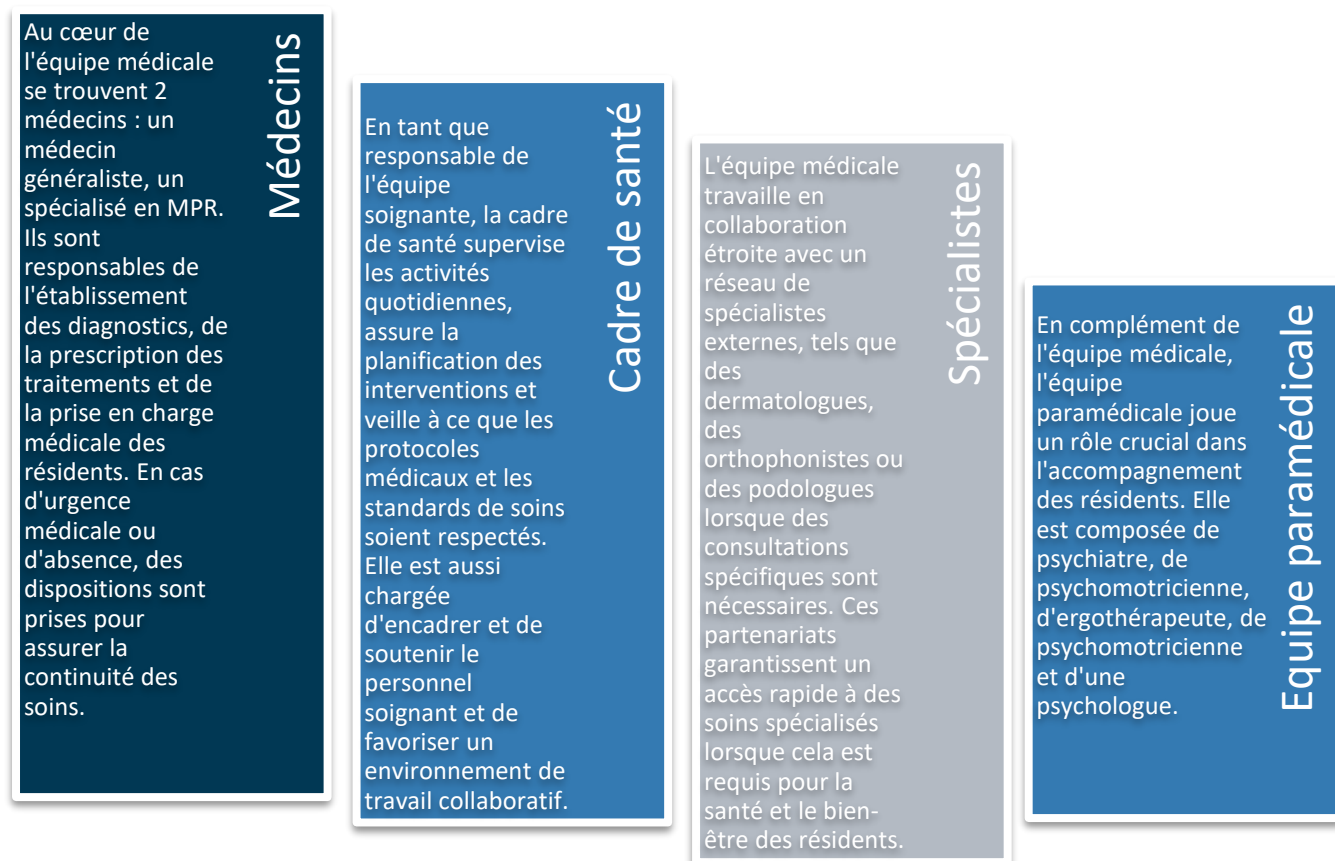 Médecins
Au cœur de
l'équipe médicale
se trouvent 2
médecins : un
médecin
généraliste, un
spécialisé en MPR.
Ils sont
responsables de
l'établissement
des diagnostics, de
la prescription des
traitements et de
la prise en charge
médicale des
résidents. En cas
d'urgence
médicale ou
d'absence, des
dispositions sont
prises pour
assurer la
continuité des
soins.
Cadre de santé
En tant que
responsable de
l'équipe
soignante, la cadre
de santé supervise
les activités
quotidiennes,
assure la
planification des
interventions et
veille à ce que les
protocoles
médicaux et les
standards de soins
soient respectés.
Elle est aussi
chargée
d'encadrer et de
soutenir le
personnel
soignant et de
favoriser un
environnement de
travail collaboratif.
Spécialistes
L'équipe médicale
travaille en
collaboration
étroite avec un
réseau de
spécialistes
externes, tels que
des
dermatologues,
des
orthophonistes ou
des podologues
lorsque des
consultations
spécifiques sont
nécessaires. Ces
partenariats
garantissent un
accès rapide à des
soins spécialisés
lorsque cela est
requis pour la
santé et le bien-
être des résidents.
Equipe paramédicale
En complément de
l'équipe médicale,
l'équipe
paramédicale joue
un rôle crucial dans
l'accompagnement
des résidents. Elle
est composée de
psychiatre, de
psychomotricienne,
d'ergothérapeute, de
psychomotricienne
et d'une
psychologue.